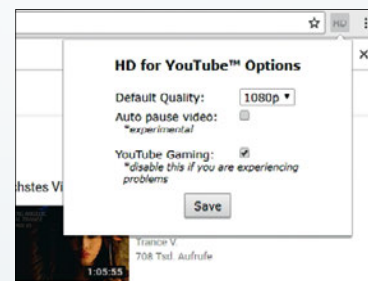 HD
HD for YouTube™ Options
Default Quality: 1080p
Auto pause video:
*experimental
YouTube Gaming:
*disable this if you are experiencing
problems
Save
chstes Vi
Trance V.
708 Tsd. Aufrufe
1:05:55